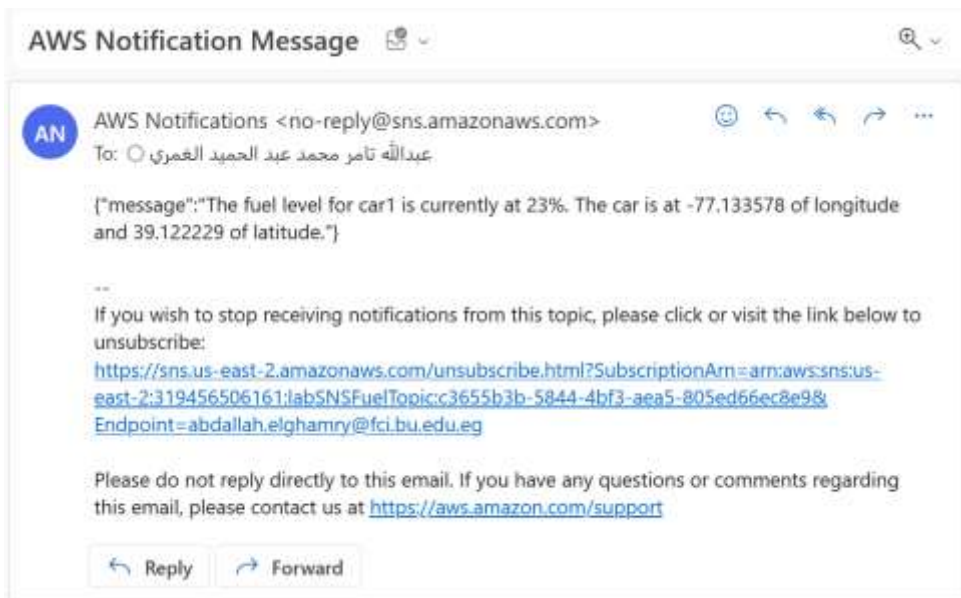 AWS Notification Message
AN
AWS Notifications <no-reply@sns.amazonaws.com>
To: عبدالله تامر محمد عبد الحميد الغمري
{"message":"The fuel level for car1 is currently at 23%. The car is at -77.133578 of longitude
and 39.122229 of latitude."}
--
If you wish to stop receiving notifications from this topic, please click or visit the link below to
unsubscribe:
https://sns.us-east-2.amazonaws.com/unsubscribe.html?SubscriptionArn=arn:aws:sns:us-
east-2:319456506161:labSNSFuelTopic:c3655b3b-5844-4bf3-aea5-805ed66ec8e9&
Endpoint=abdallah.elghamry@fci.bu.edu.eg
Please do not reply directly to this email. If you have any questions or comments regarding
this email, please contact us at https://aws.amazon.com/support
Reply
Forward